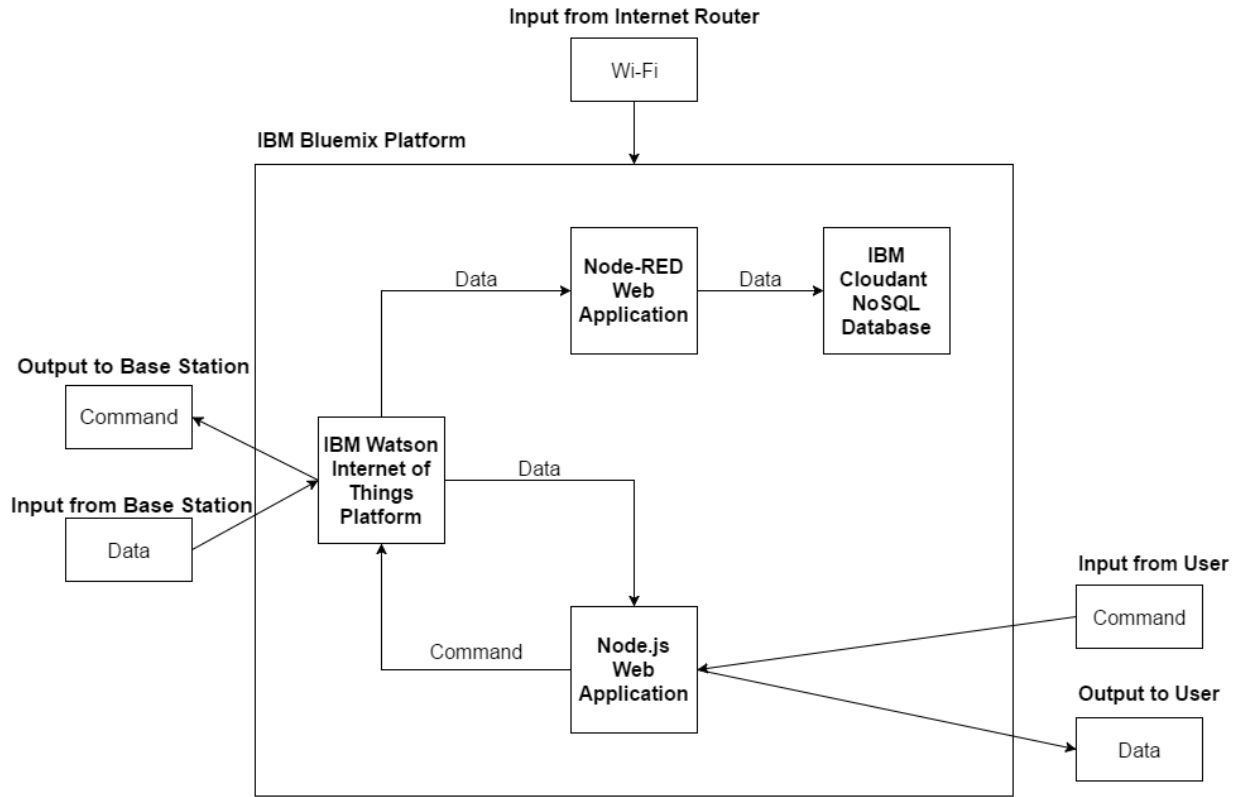 Input from Internet Router
Wi-Fi
IBM Bluemix Platform
Node-RED
Web
Application
IBM
Cloudant
NoSQL
Database
Data
Data
Output to Base Station
Command
IBM Watson
Internet of
Things
Platform
Data
Input from Base Station
Data
Input from User
Command
Command
Node.js
Web
Application
Output to User
Data